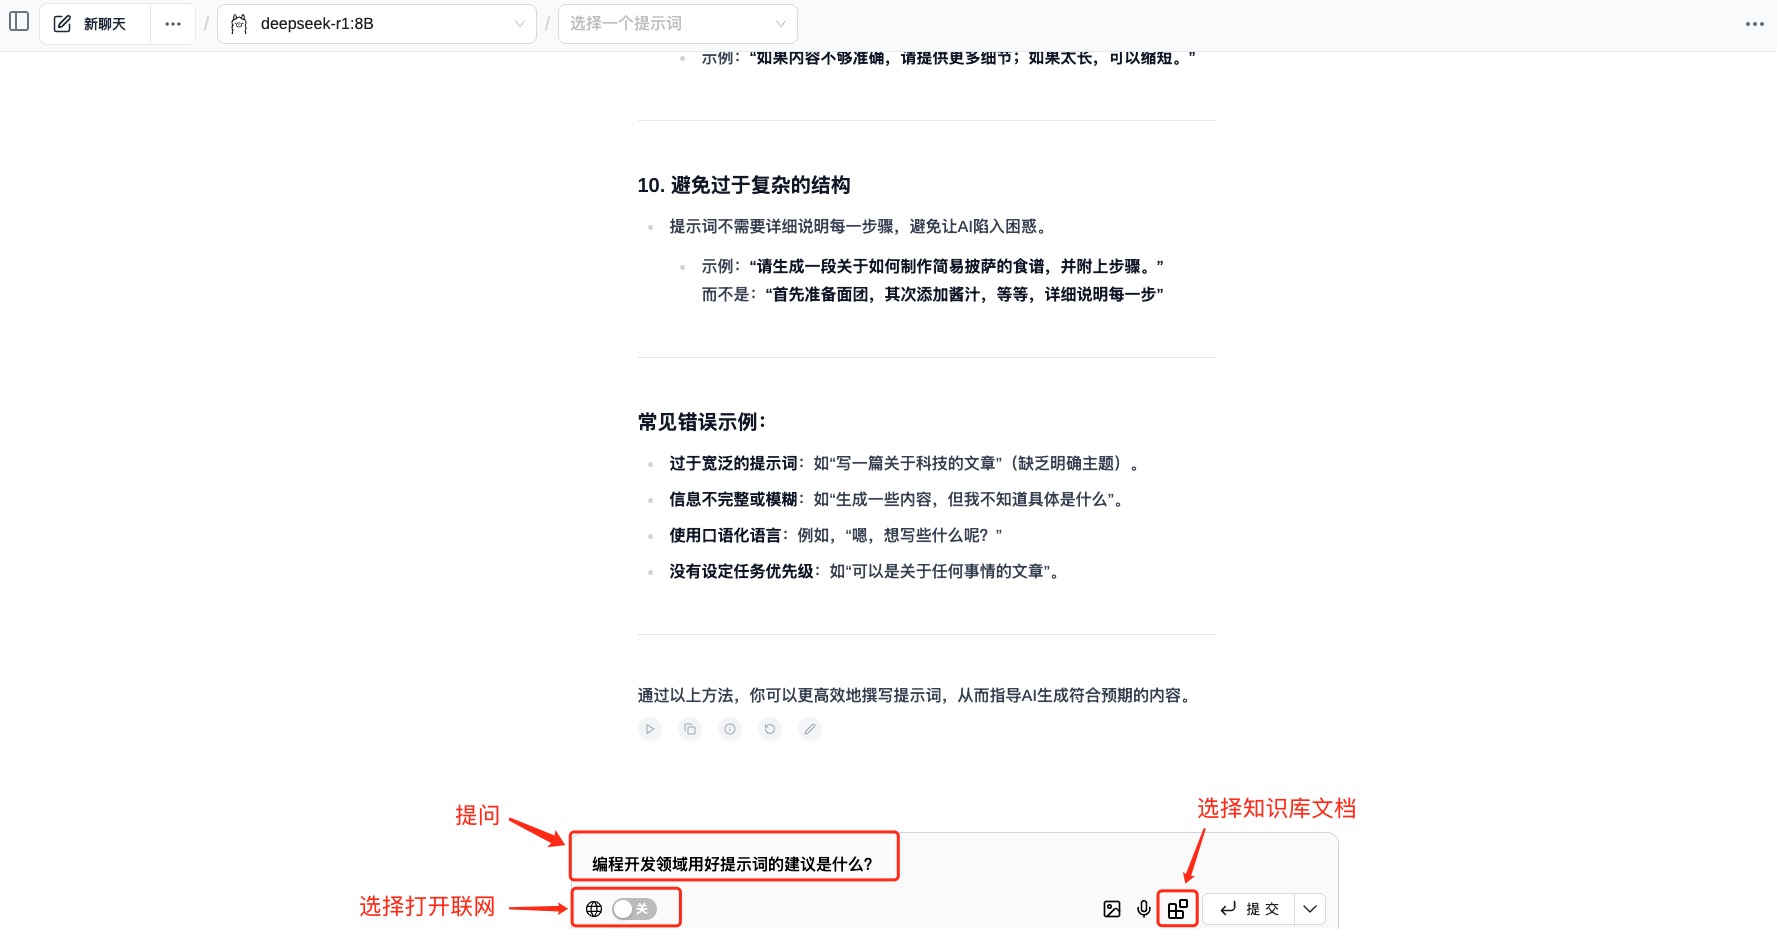 新聊天
deepseek-r1:8B
选择一个提示词
示例：“如果内容不够准确，请提供更多细节；如果太长，可以缩短。”
10. 避免过于复杂的结构
提示词不需要详细说明每一步骤，避免让AI陷入困惑。
示例：“请生成一段关于如何制作简易披萨的食谱，并附上步骤。”
而不是：“首先准备面团，其次添加酱汁，等等，详细说明每一步”
常见错误示例：
过于宽泛的提示词：如“写一篇关于科技的文章”（缺乏明确主题）。
信息不完整或模糊：如“生成一些内容，但我不知道具体是什么”。
使用口语化语言：例如，“嗯，想写些什么呢？”
没有设定任务优先级：如“可以是关于任何事情的文章”。
通过以上方法，你可以更高效地撰写提示词，从而指导AI生成符合预期的内容。
提问
选择知识库文档
编程开发领域用好提示词的建议是什么？
选择打开联网
关
提 交